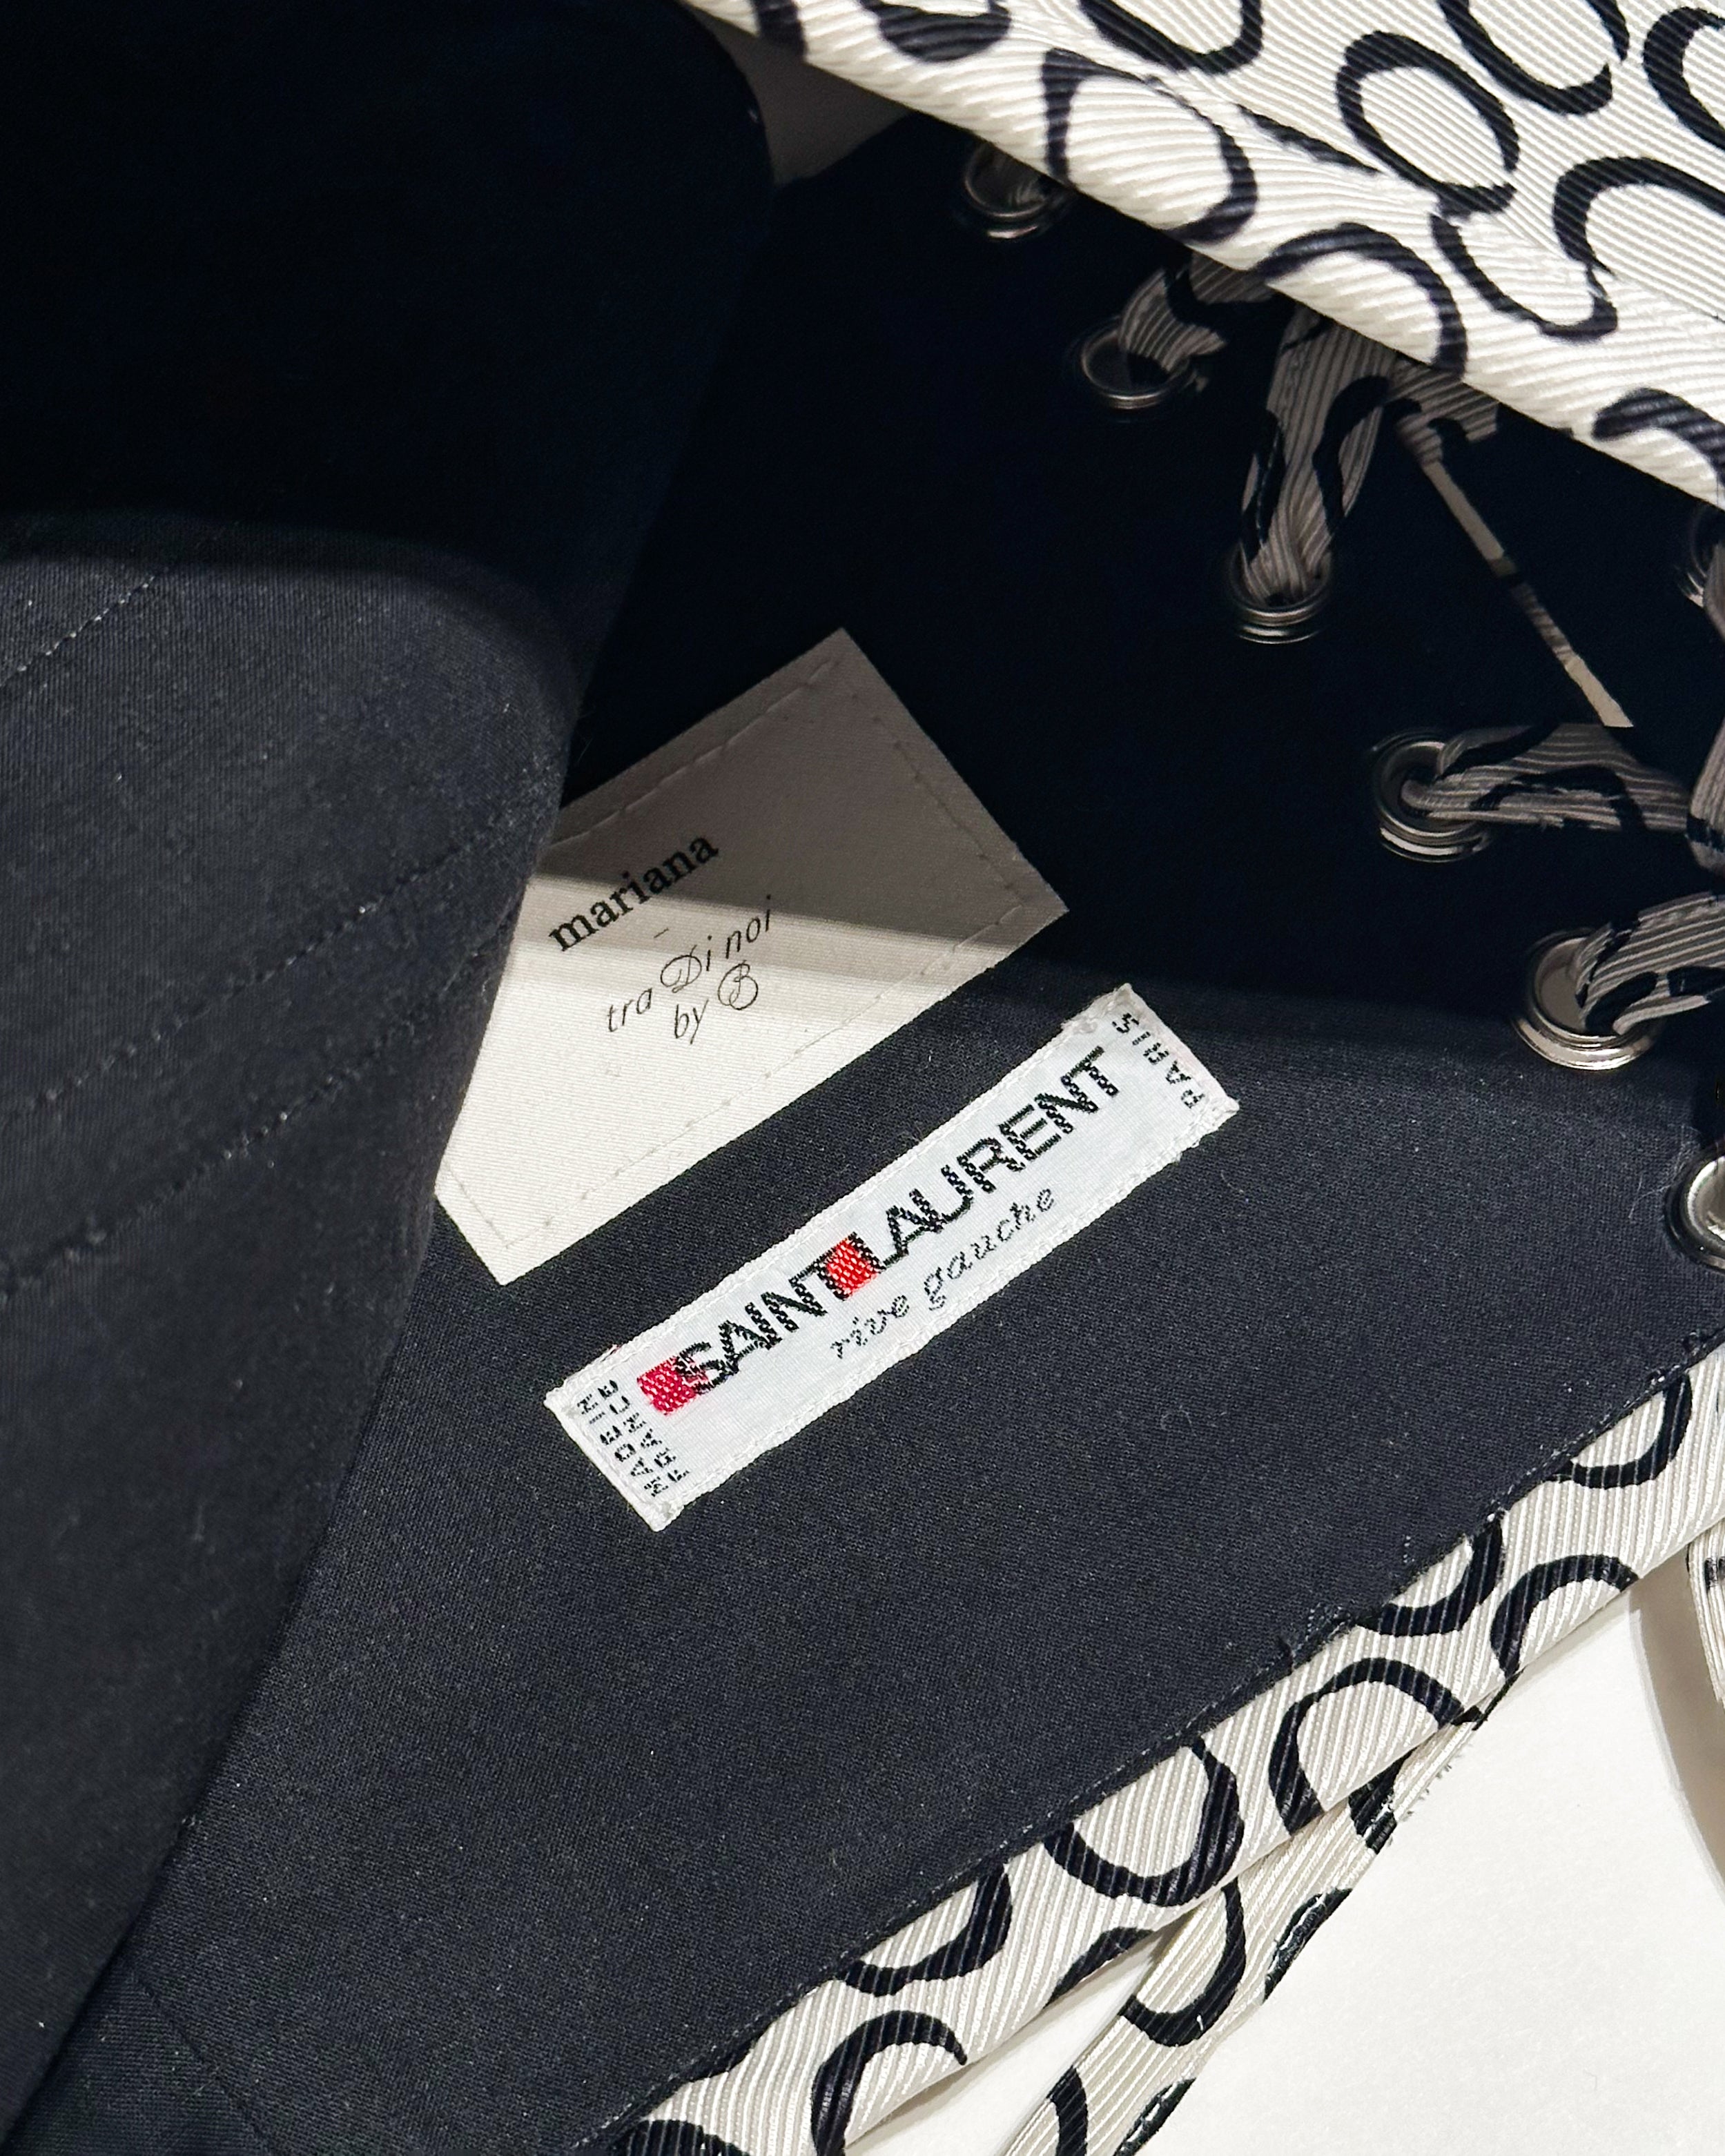 mariana
-
tra Di noi
by B
MADE IN
FRANCE
SAINT LAURENT
rive gauche
PARIS